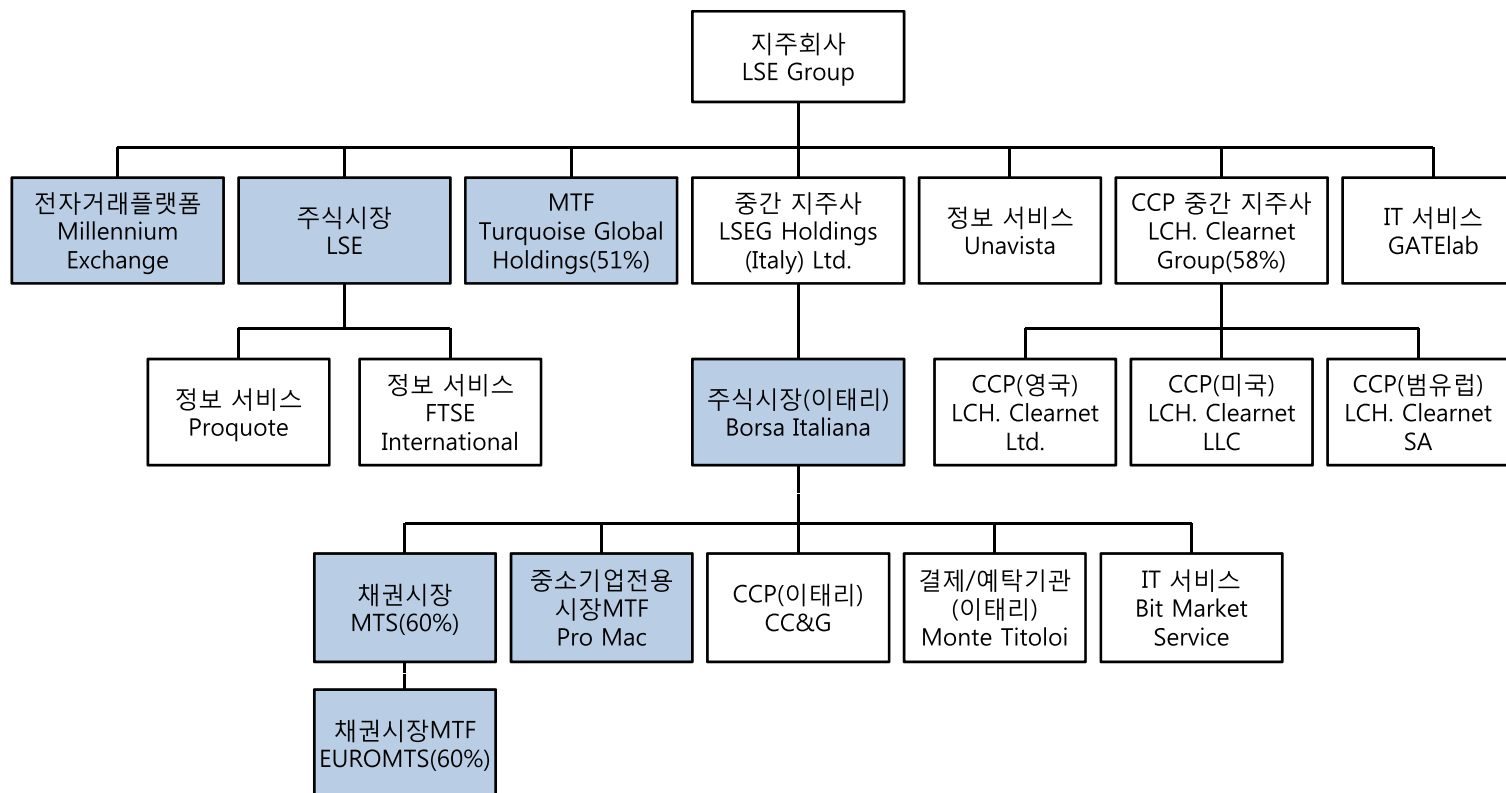 지주회사
LSE Group
전자거래플랫폼
Millennium
Exchange
주식시장
LSE
MTF
Turquoise Global
Holdings(51%)
중간 지주사
LSEG Holdings
(Italy) Ltd.
정보 서비스
Unavista
CCP 중간 지주사
LCH. Clearnet
Group(58%)
IT 서비스
GATElab
정보 서비스
Proquote
정보 서비스
FTSE
International
주식시장(이태리)
Borsa Italiana
CCP(영국)
LCH. Clearnet
Ltd.
CCP(미국)
LCH. Clearnet
LLC
CCP(범유럽)
LCH. Clearnet
SA
채권시장
MTS(60%)
중소기업전용
시장MTF
Pro Mac
CCP(이태리)
CC&G
결제/예탁기관
(이태리)
Monte Titoloi
IT 서비스
Bit Market
Service
채권시장MTF
EUROMTS(60%)